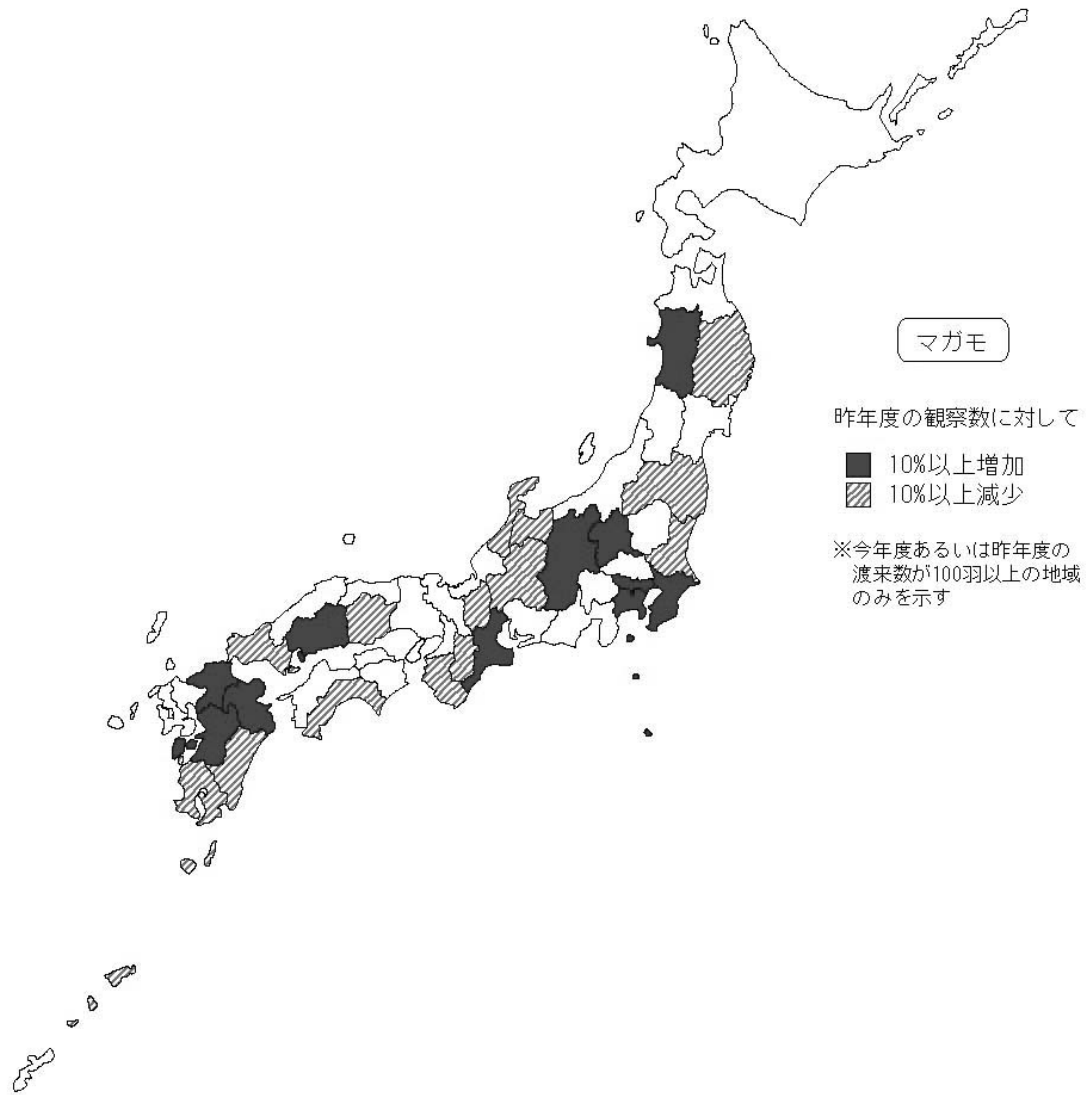 マガモ
昨年度の観察数に対して
10%以上増加
10%以上減少
※今年度あるいは昨年度の
渡来数が100羽以上の地域
のみを示す